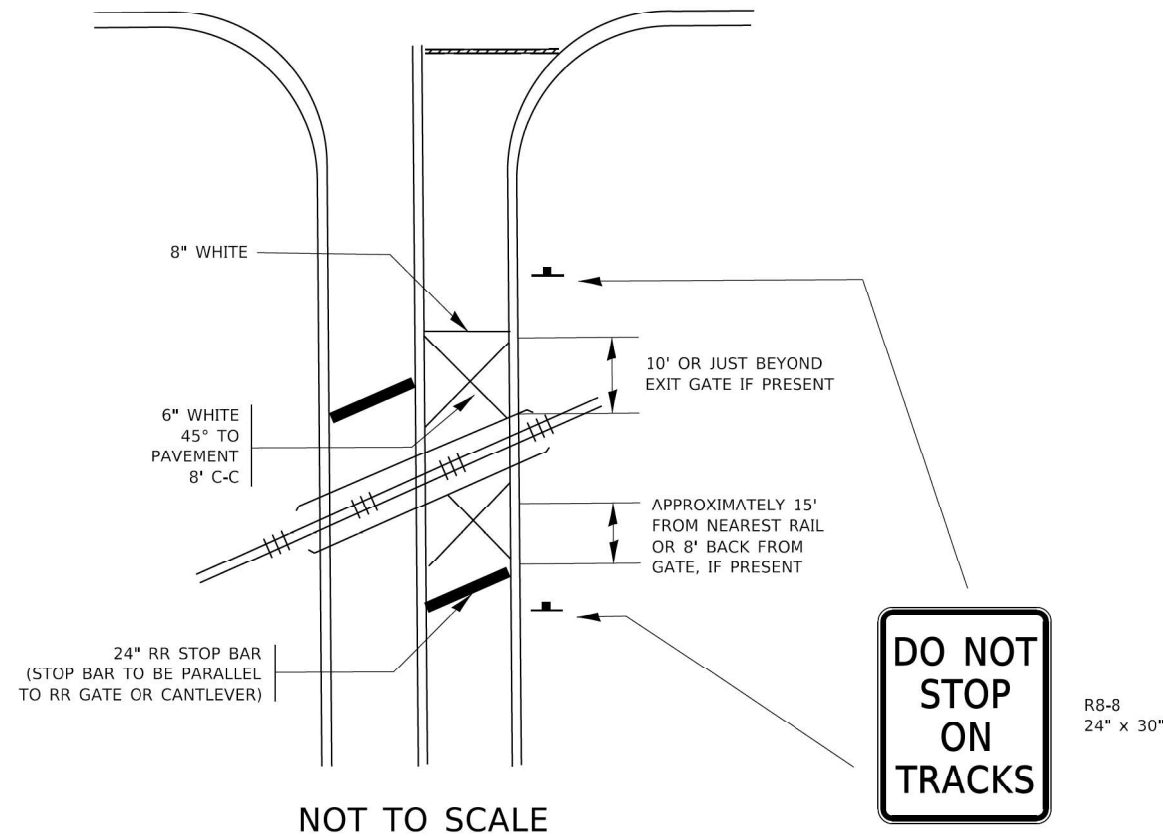 8" WHITE
10' OR JUST BEYOND
EXIT GATE IF PRESENT
6" WHITE
45° TO
PAVEMENT
8' C-C
APPROXIMATELY 15'
FROM NEAREST RAIL
OR 8' BACK FROM
GATE, IF PRESENT
24" RR STOP BAR
(STOP BAR TO BE PARALLEL
TO RR GATE OR CANTLEVER)
DO NOT
STOP
ON
TRACKS
R8-8
24" x 30"
NOT TO SCALE